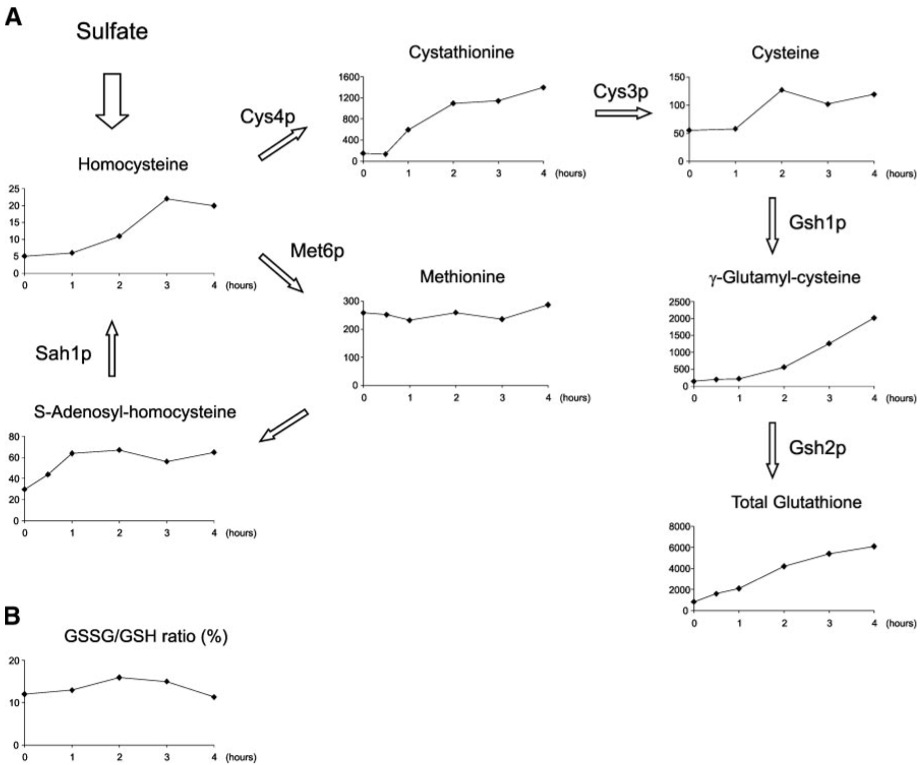 A
Sulfate
Cys4p
Homocysteine
25
20
15
10
5
0
0 1 2 3 4 (hours)
Cystathionine
1600
1200
800
400
0
0 1 2 3 4 (hours)
Cys3p
Cysteine
150
100
50
0
0 1 2 3 4 (hours)
Met6p
Methionine
300
200
100
0
0 1 2 3 4 (hours)
Gsh1p
γ-Glutamyl-cysteine
2500
2000
1500
1000
500
0
0 1 2 3 4 (hours)
Sah1p
S-Adenosyl-homocysteine
80
60
40
20
0
0 1 2 3 4 (hours)
Gsh2p
Total Glutathione
8000
6000
4000
2000
0
0 1 2 3 4 (hours)
B
GSSG/GSH ratio (%)
20
10
0
0 1 2 3 4 (hours)